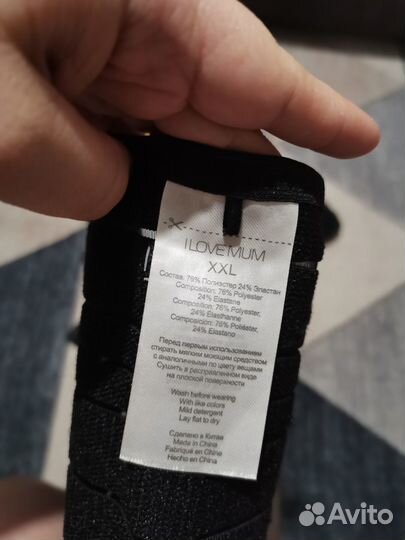 I LOVE MUM
XXL
Состав: 76% Полиэстер 24% Эластан
Composition: 76% Polyester
24% Elastane
Composition: 76% Polyester,
24% Elasthanne
Composición: 76% Poliéster,
24% Elastano
Перед первым использованием
стирать мягким моющим средством
с аналогичными по цвету вещами
Сушить в расправленном виде
на плоской поверхности
Wash before wearing
With like colors
Mild detergent
Lay flat to dry
Сделано в Китае
Made in China
Fabriqué en Chine
Hecho en China
Avito